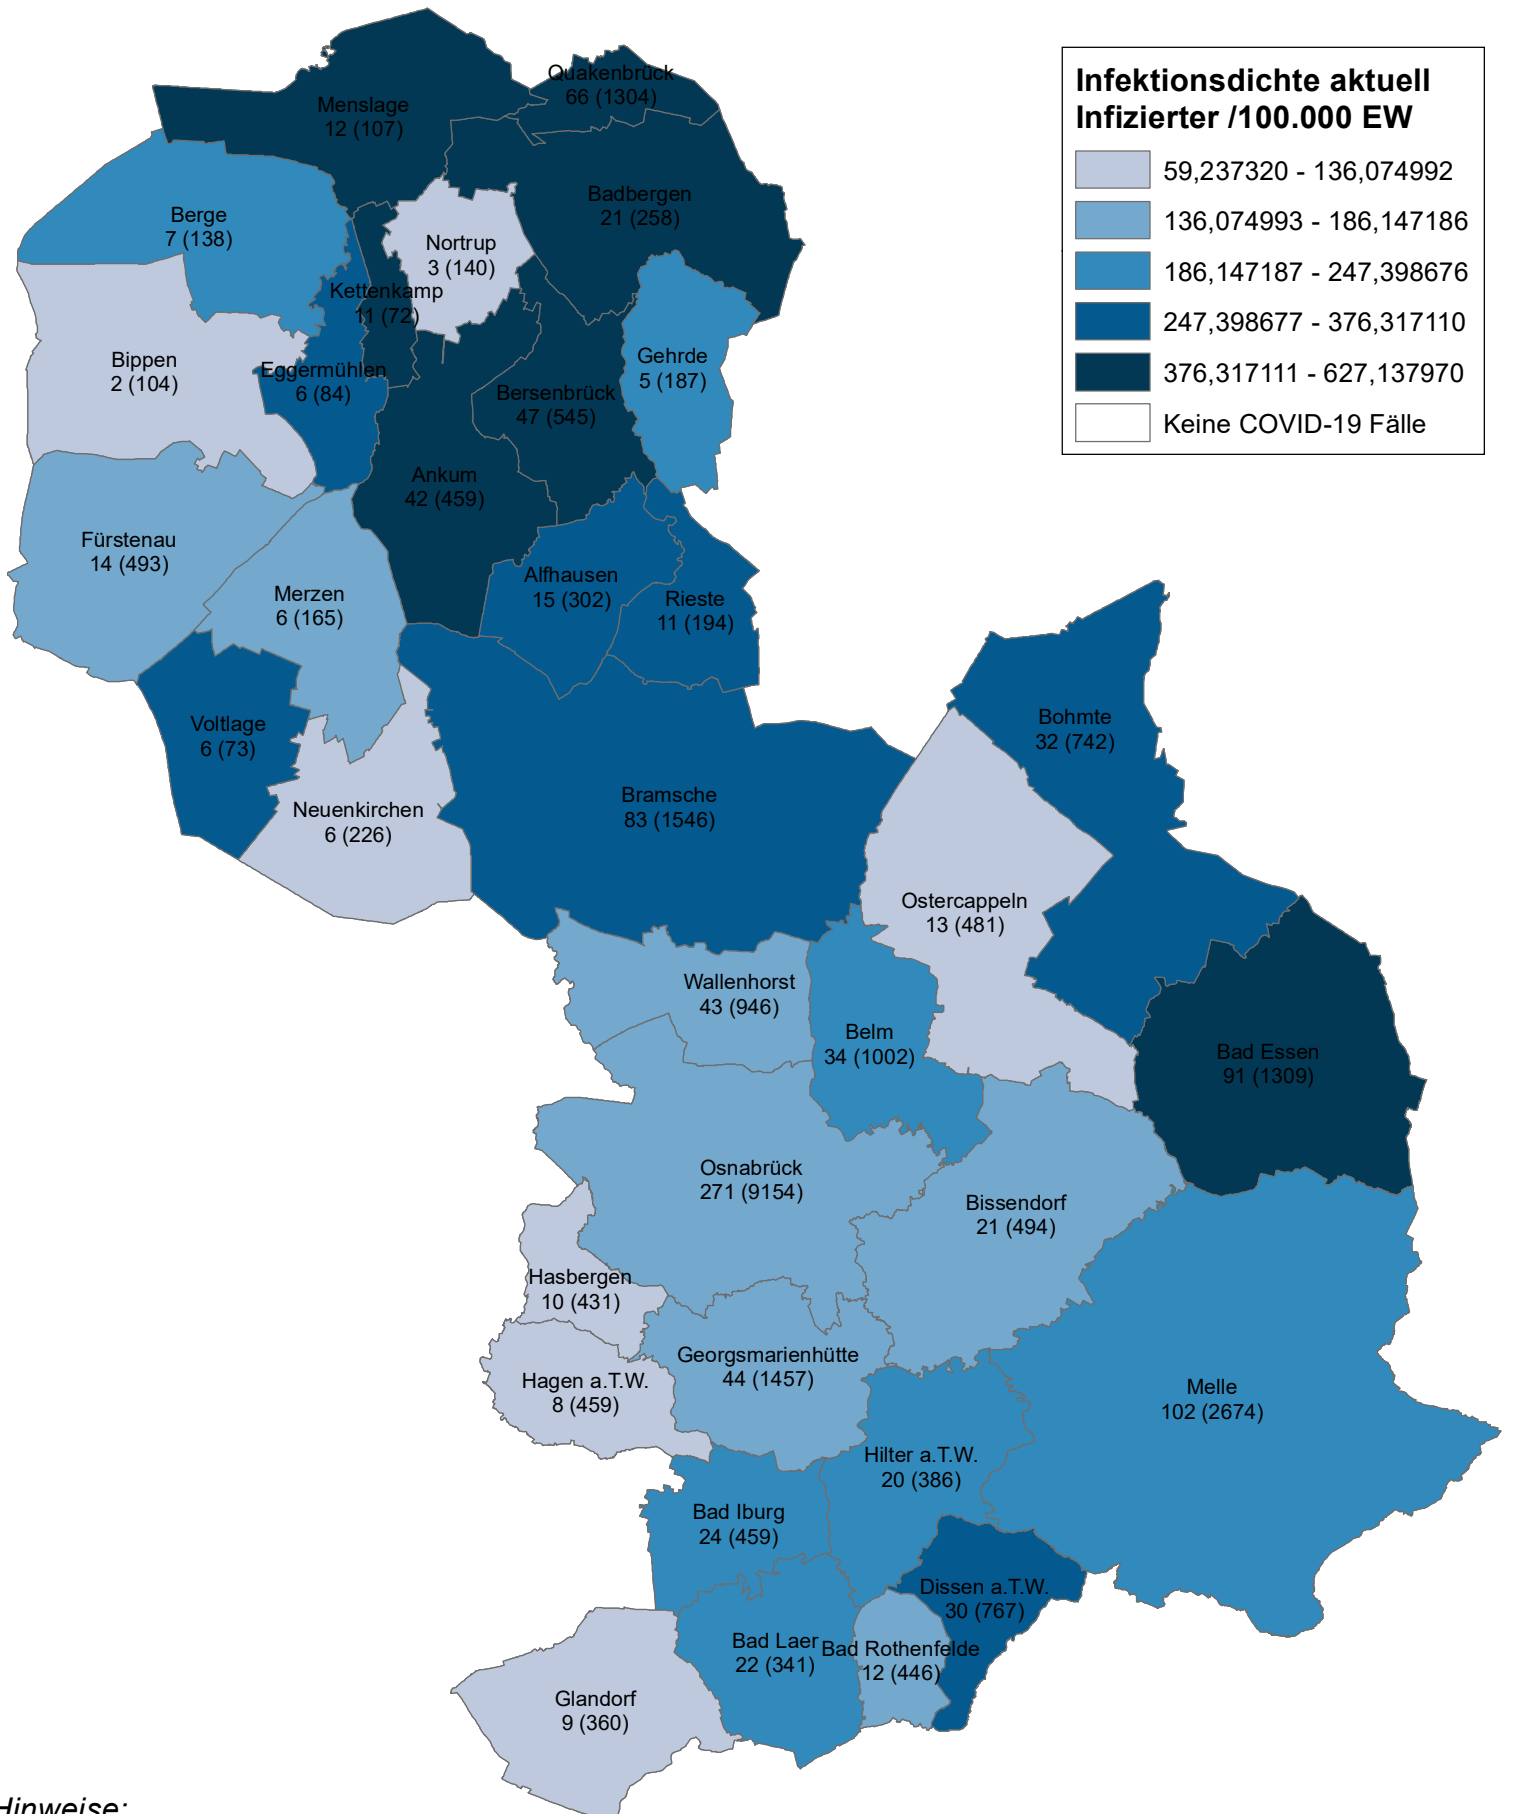 Infektionsdichte aktuell
Infizierter /100.000 EW
59,237320 - 136,074992
136,074993 - 186,147186
186,147187 - 247,398676
247,398677 - 376,317110
376,317111 - 627,137970
Keine COVID-19 Fälle
Quakenbrück
66 (1304)
Menslage
12 (107)
Badbergen
21 (258)
Berge
7 (138)
Nortrup
3 (140)
Kettenkamp
11 (72)
Gehrde
5 (187)
Bippen
2 (104)
Eggermühlen
6 (84)
Bersenbrück
47 (545)
Ankum
42 (459)
Fürstenau
14 (493)
Alfhausen
15 (302)
Merzen
6 (165)
Rieste
11 (194)
Voltlage
6 (73)
Bohmte
32 (742)
Bramsche
83 (1546)
Neuenkirchen
6 (226)
Ostercappeln
13 (481)
Wallenhorst
43 (946)
Belm
34 (1002)
Bad Essen
91 (1309)
Osnabrück
271 (9154)
Bissendorf
21 (494)
Hasbergen
10 (431)
Georgsmarienhütte
44 (1457)
Hagen a.T.W.
8 (459)
Melle
102 (2674)
Hilter a.T.W.
20 (386)
Bad Iburg
24 (459)
Dissen a.T.W.
30 (767)
Bad Laer
22 (341)
Bad Rothenfelde
12 (446)
Glandorf
9 (360)
Hinweise: